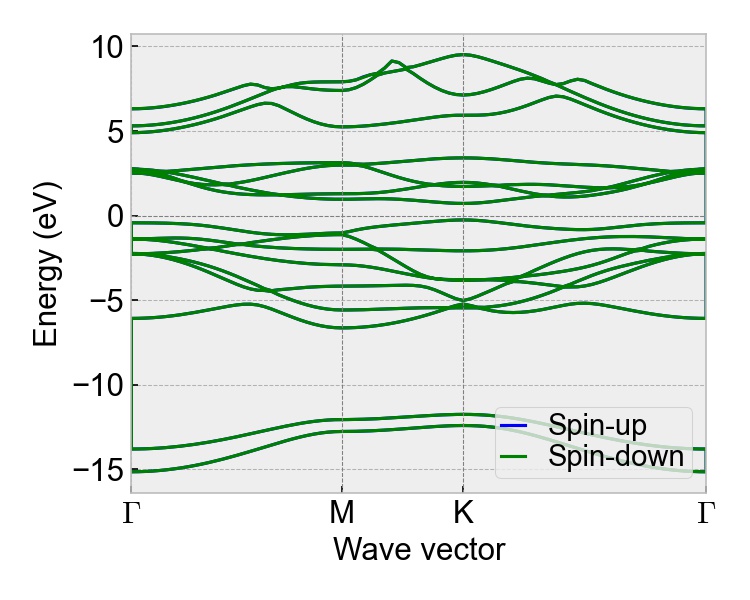 10
5
0
−5
−10
−15
Energy (eV)
Spin-up
Spin-down
Γ M K Γ
Wave vector